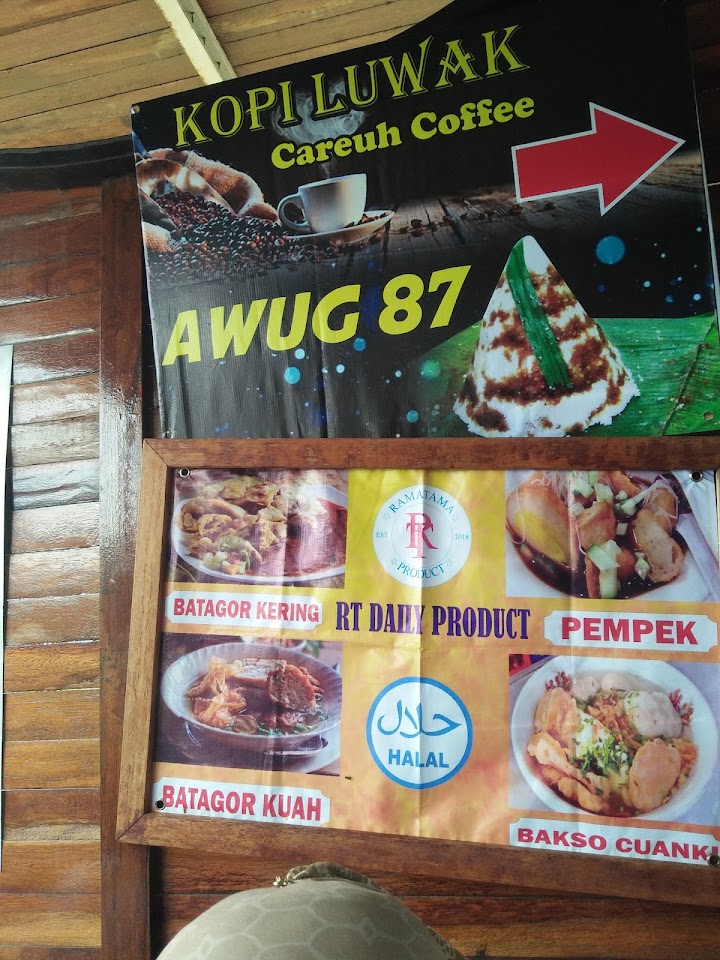 KOPI LUWAK
Careuh Coffee
AWUG 87
RAMATAMA
EST 2018
PRODUCT
BATAGOR KERING
RT DAILY PRODUCT
PEMPEK
حلال
HALAL
BATAGOR KUAH
BAKSO CUANKI